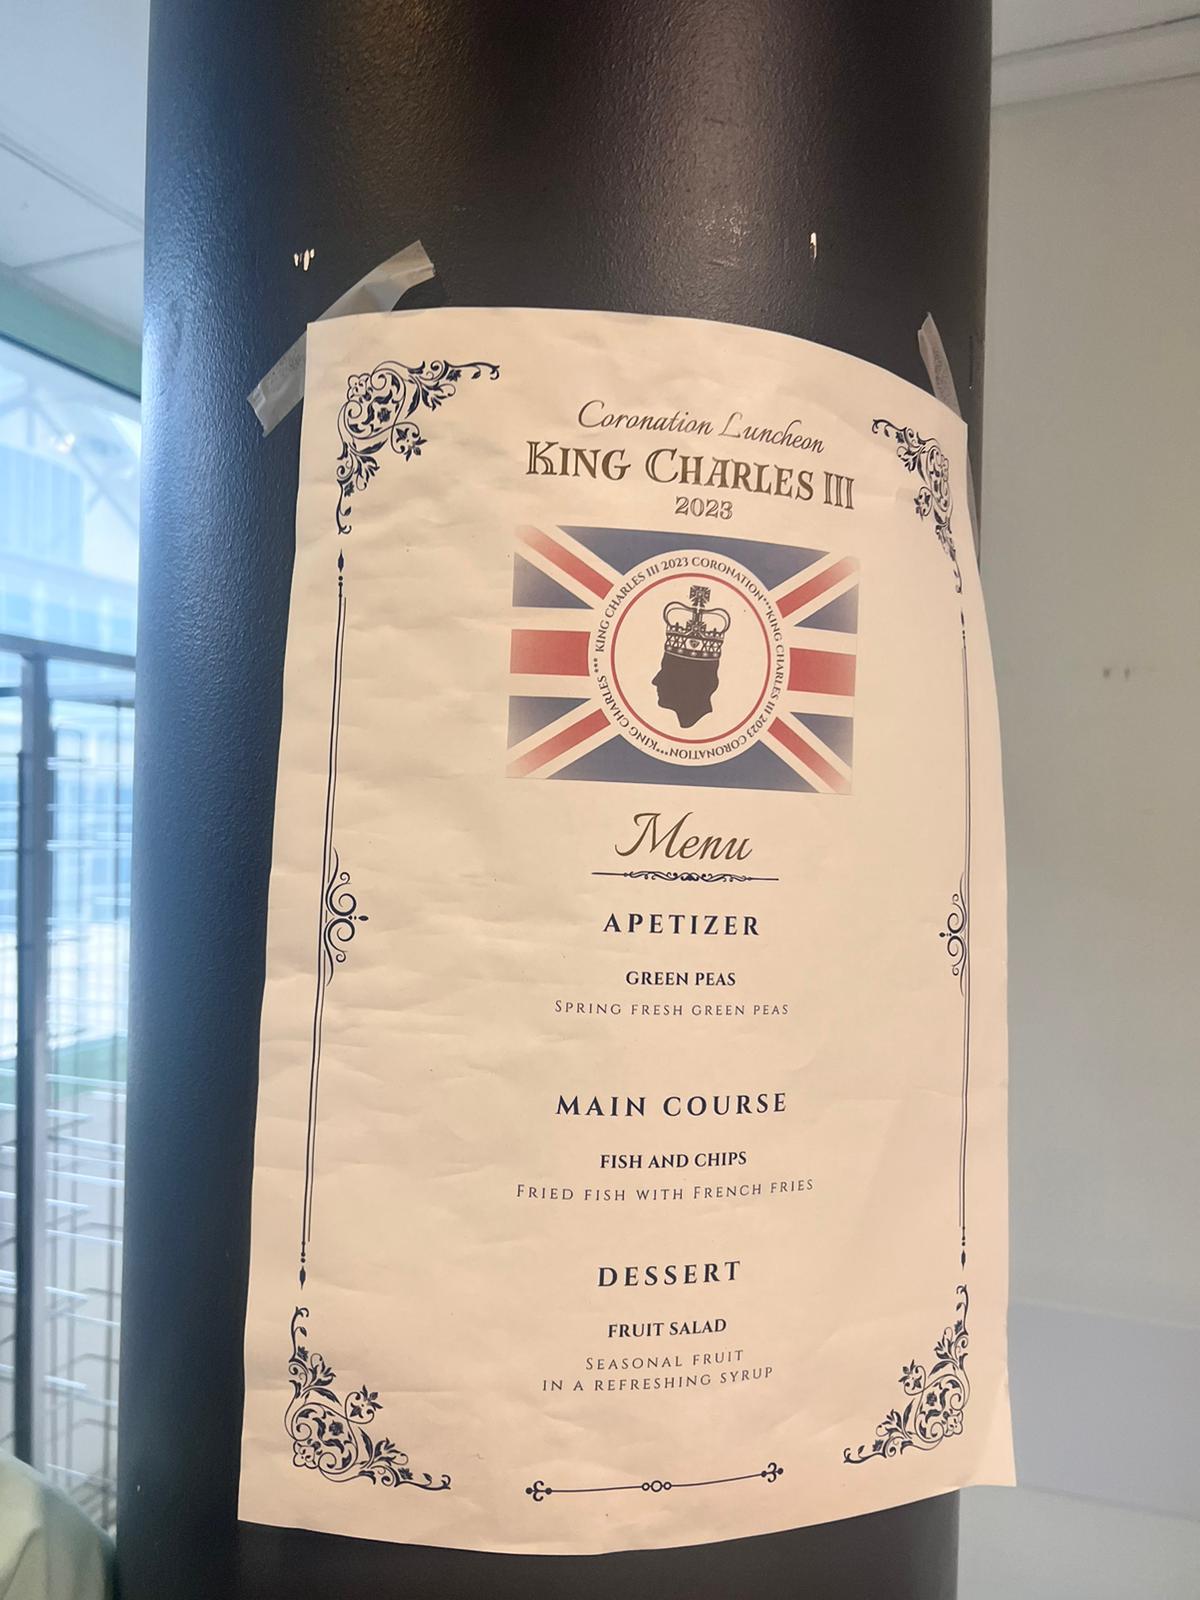 Coronation Luncheon
KING CHARLES III
2023
KING CHARLES III 2023 CORONATION***KING CHARLES III 2023 CORONATION***KING CHARLES ***
Menu
APETIZER
GREEN PEAS
SPRING FRESH GREEN PEAS
MAIN COURSE
FISH AND CHIPS
FRIED FISH WITH FRENCH FRIES
DESSERT
FRUIT SALAD
SEASONAL FRUIT
IN A REFRESHING SYRUP